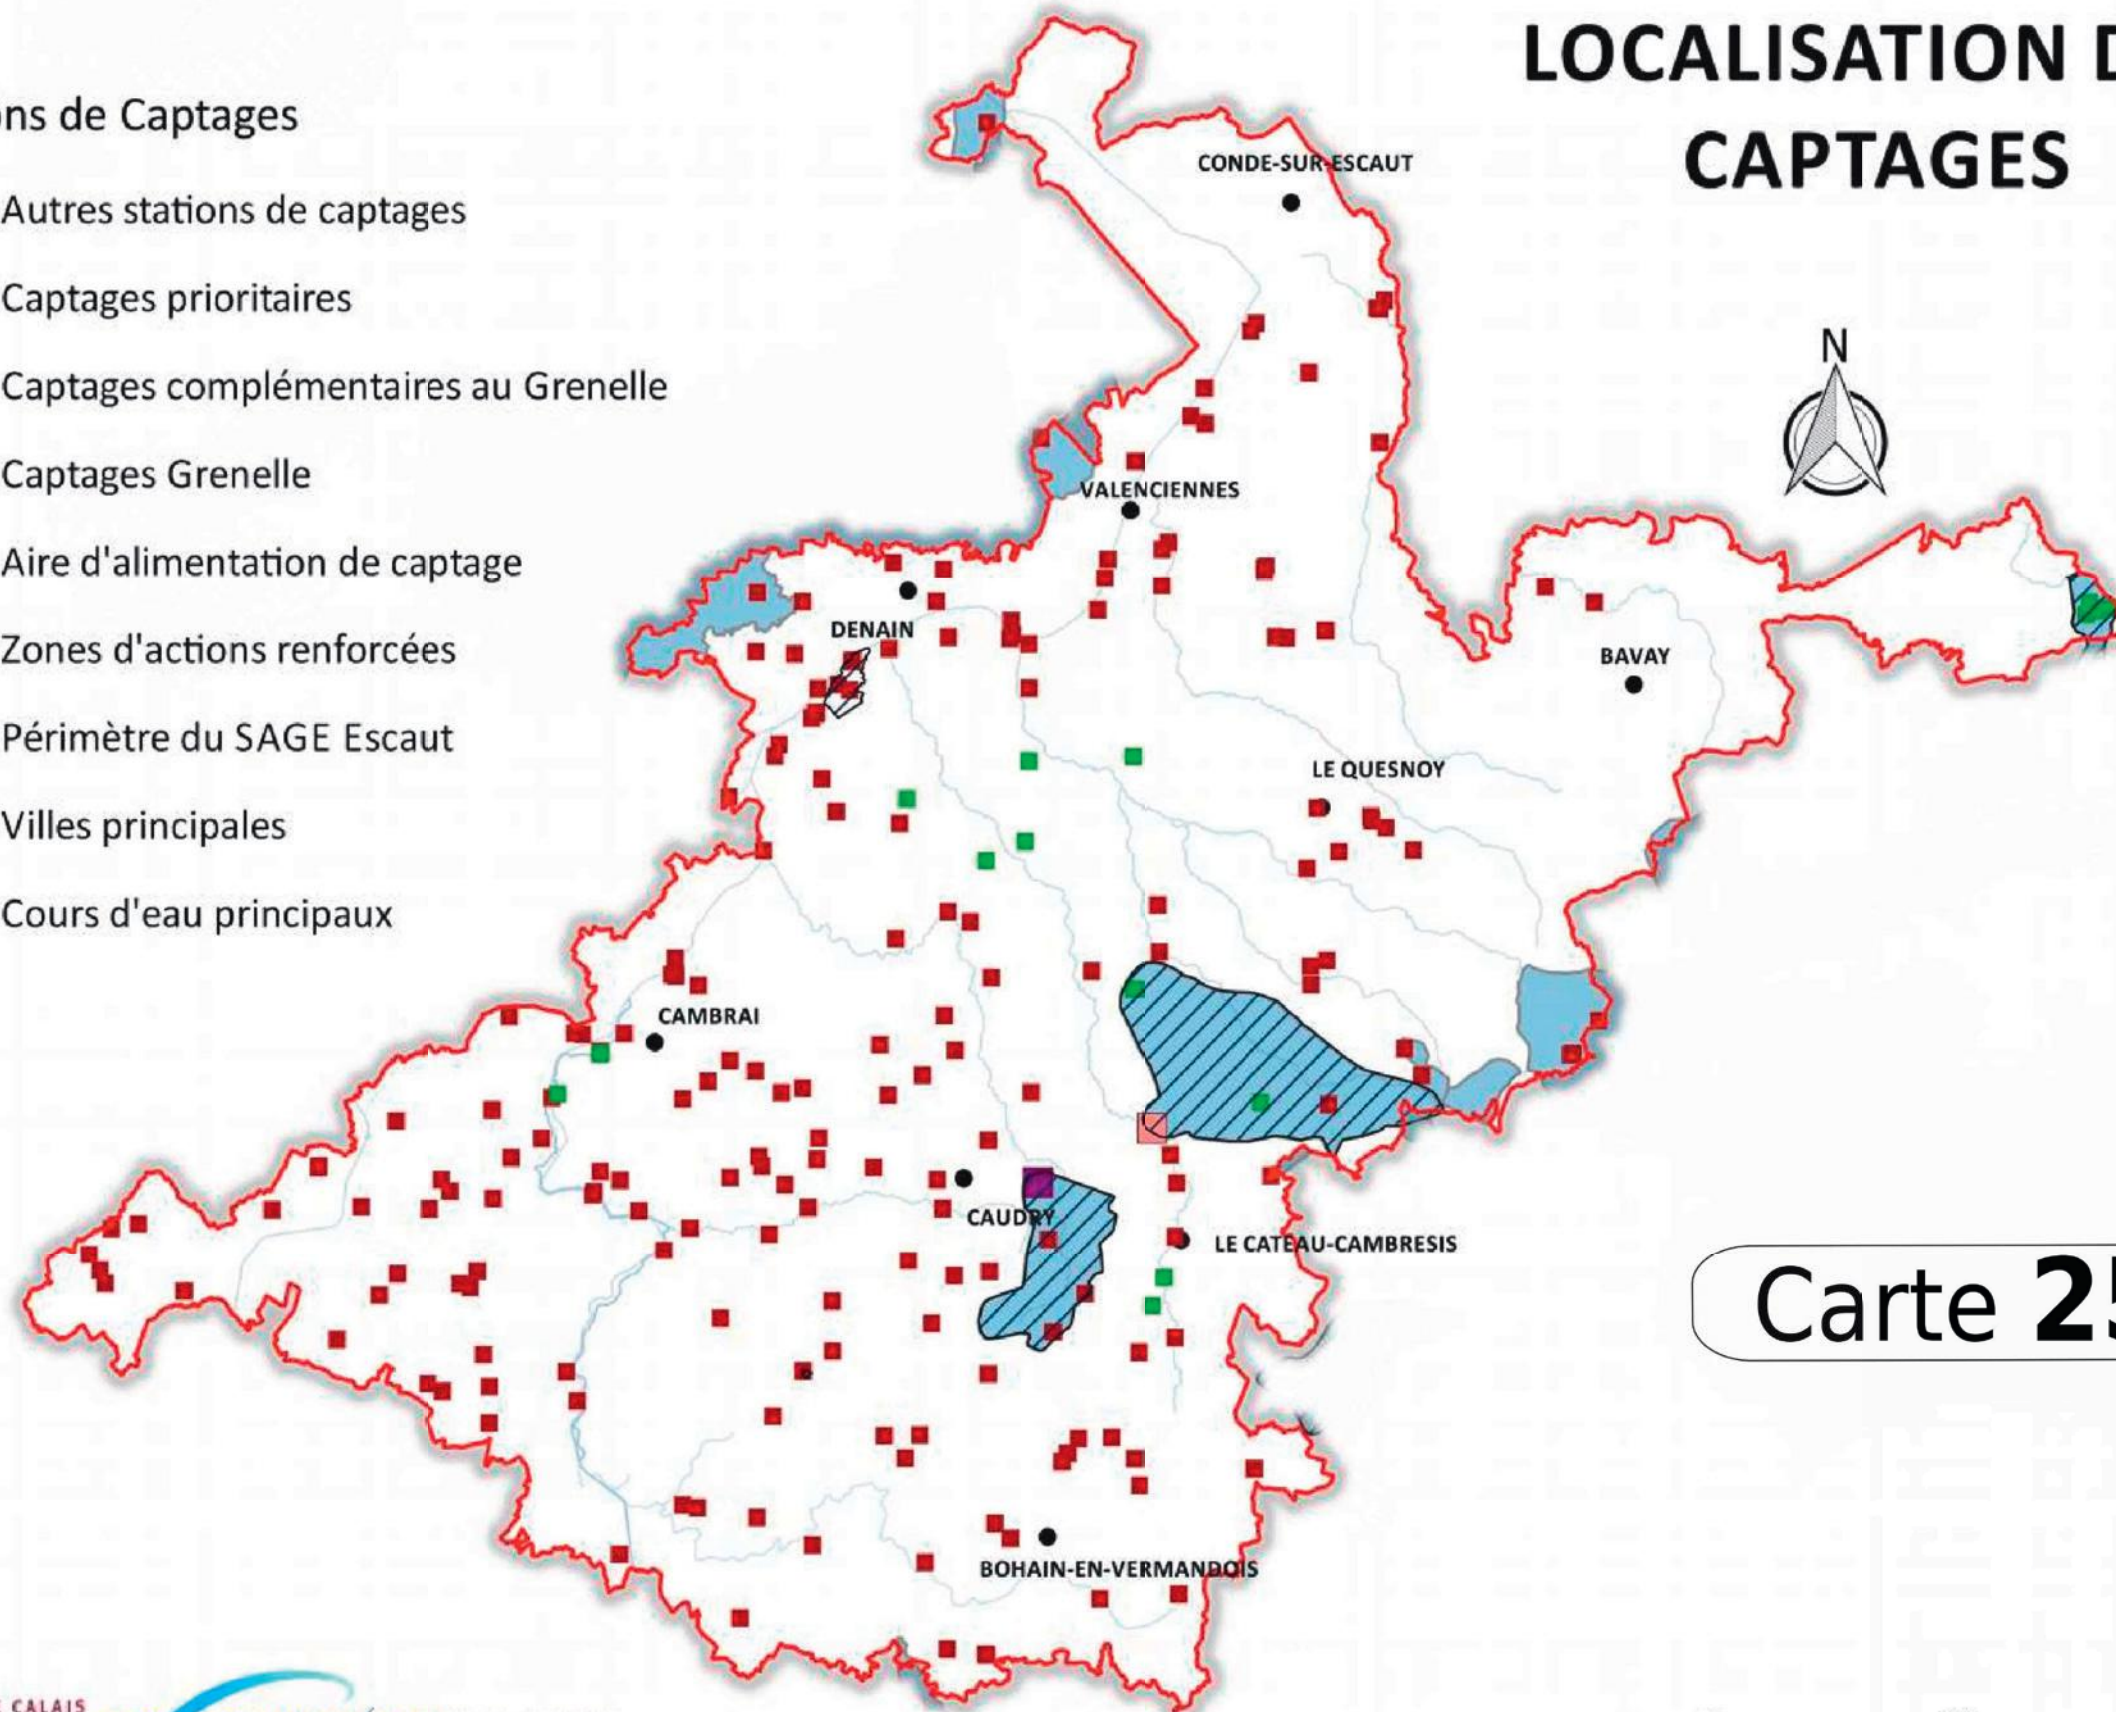 LOCALISATION D
CAPTAGES
ns de Captages
Autres stations de captages
Captages prioritaires
Captages complémentaires au Grenelle
Captages Grenelle
Aire d'alimentation de captage
Zones d'actions renforcées
Périmètre du SAGE Escaut
Villes principales
Cours d'eau principaux
CONDE-SUR-ESCAUT
N
VALENCIENNES
DENAIN
BAVAY
LE QUESNOY
CAMBRAI
CAUDRY
LE CATEAU-CAMBRESIS
Carte 25
BOHAIN-EN-VERMANDOIS
CALAIS